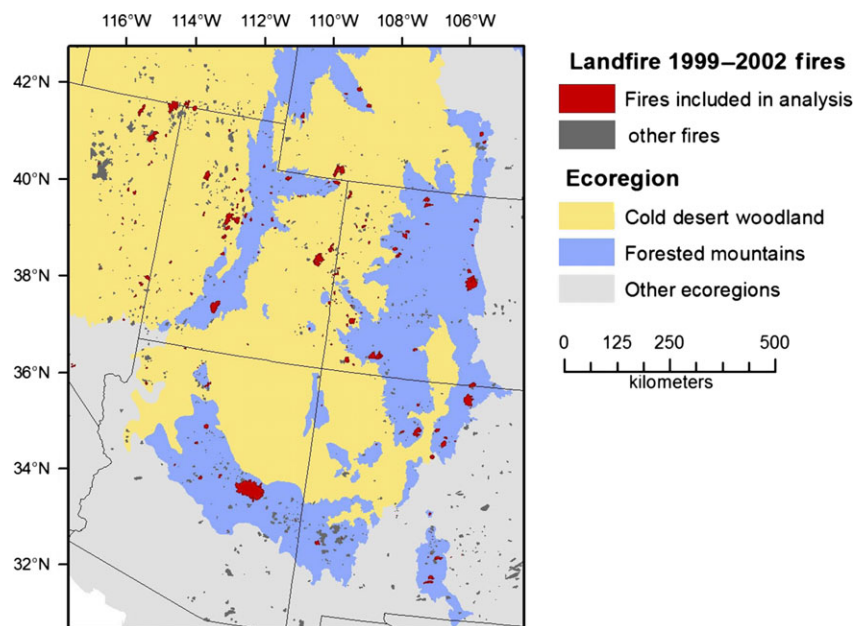 116°W 114°W 112°W 110°W 108°W 106°W
42°N
40°N
38°N
36°N
34°N
32°N
Landfire 1999–2002 fires
Fires included in analysis
other fires
Ecoregion
Cold desert woodland
Forested mountains
Other ecoregions
0 125 250 500
kilometers